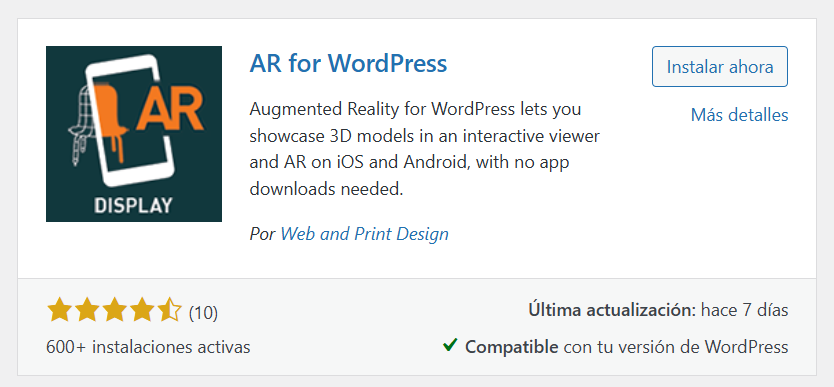 AR
DISPLAY
AR for WordPress
Augmented Reality for WordPress lets you
showcase 3D models in an interactive viewer
and AR on iOS and Android, with no app
downloads needed.
Por Web and Print Design
Instalar ahora
Más detalles
(10)
600+ instalaciones activas
Última actualización: hace 7 días
Compatible con tu versión de WordPress